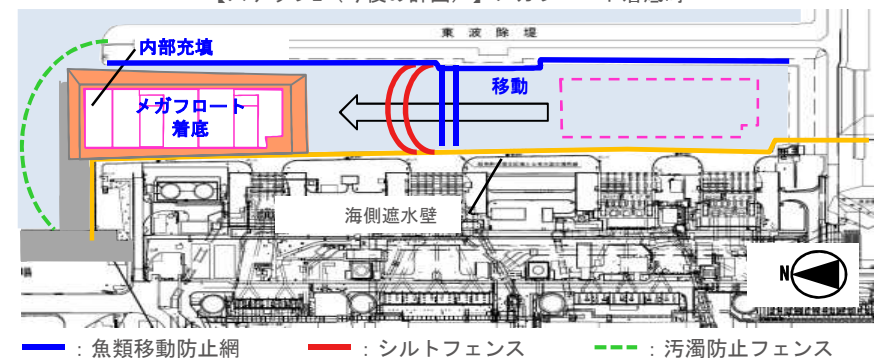 東波除堤
内部充填
移動
メガフロート
着底
海側遮水壁
N
：魚類移動防止網
：シルトフェンス
：汚濁防止フェンス